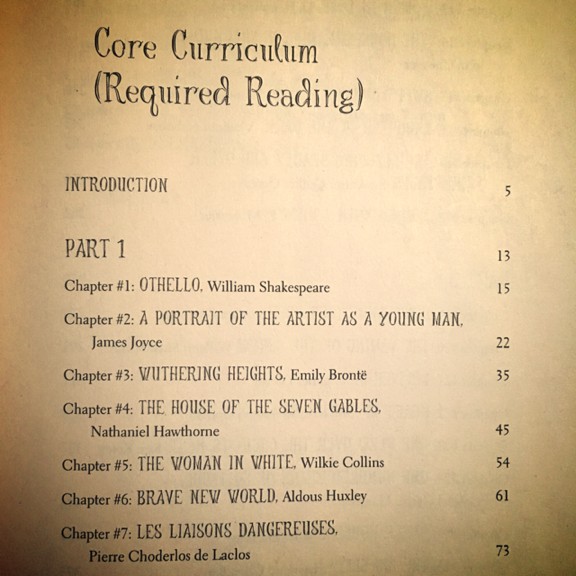 Core Curriculum
(Required Reading)
INTRODUCTION 5
PART 1 13
Chapter #1: OTHELLO, William Shakespeare 15
Chapter #2: A PORTRAIT OF THE ARTIST AS A YOUNG MAN,
James Joyce 22
Chapter #3: WUTHERING HEIGHTS, Emily Brontë 35
Chapter #4: THE HOUSE OF THE SEVEN GABLES,
Nathaniel Hawthorne 45
Chapter #5: THE WOMAN IN WHITE, Wilkie Collins 54
Chapter #6: BRAVE NEW WORLD, Aldous Huxley 61
Chapter #7: LES LIAISONS DANGEREUSES,
Pierre Choderlos de Laclos 73